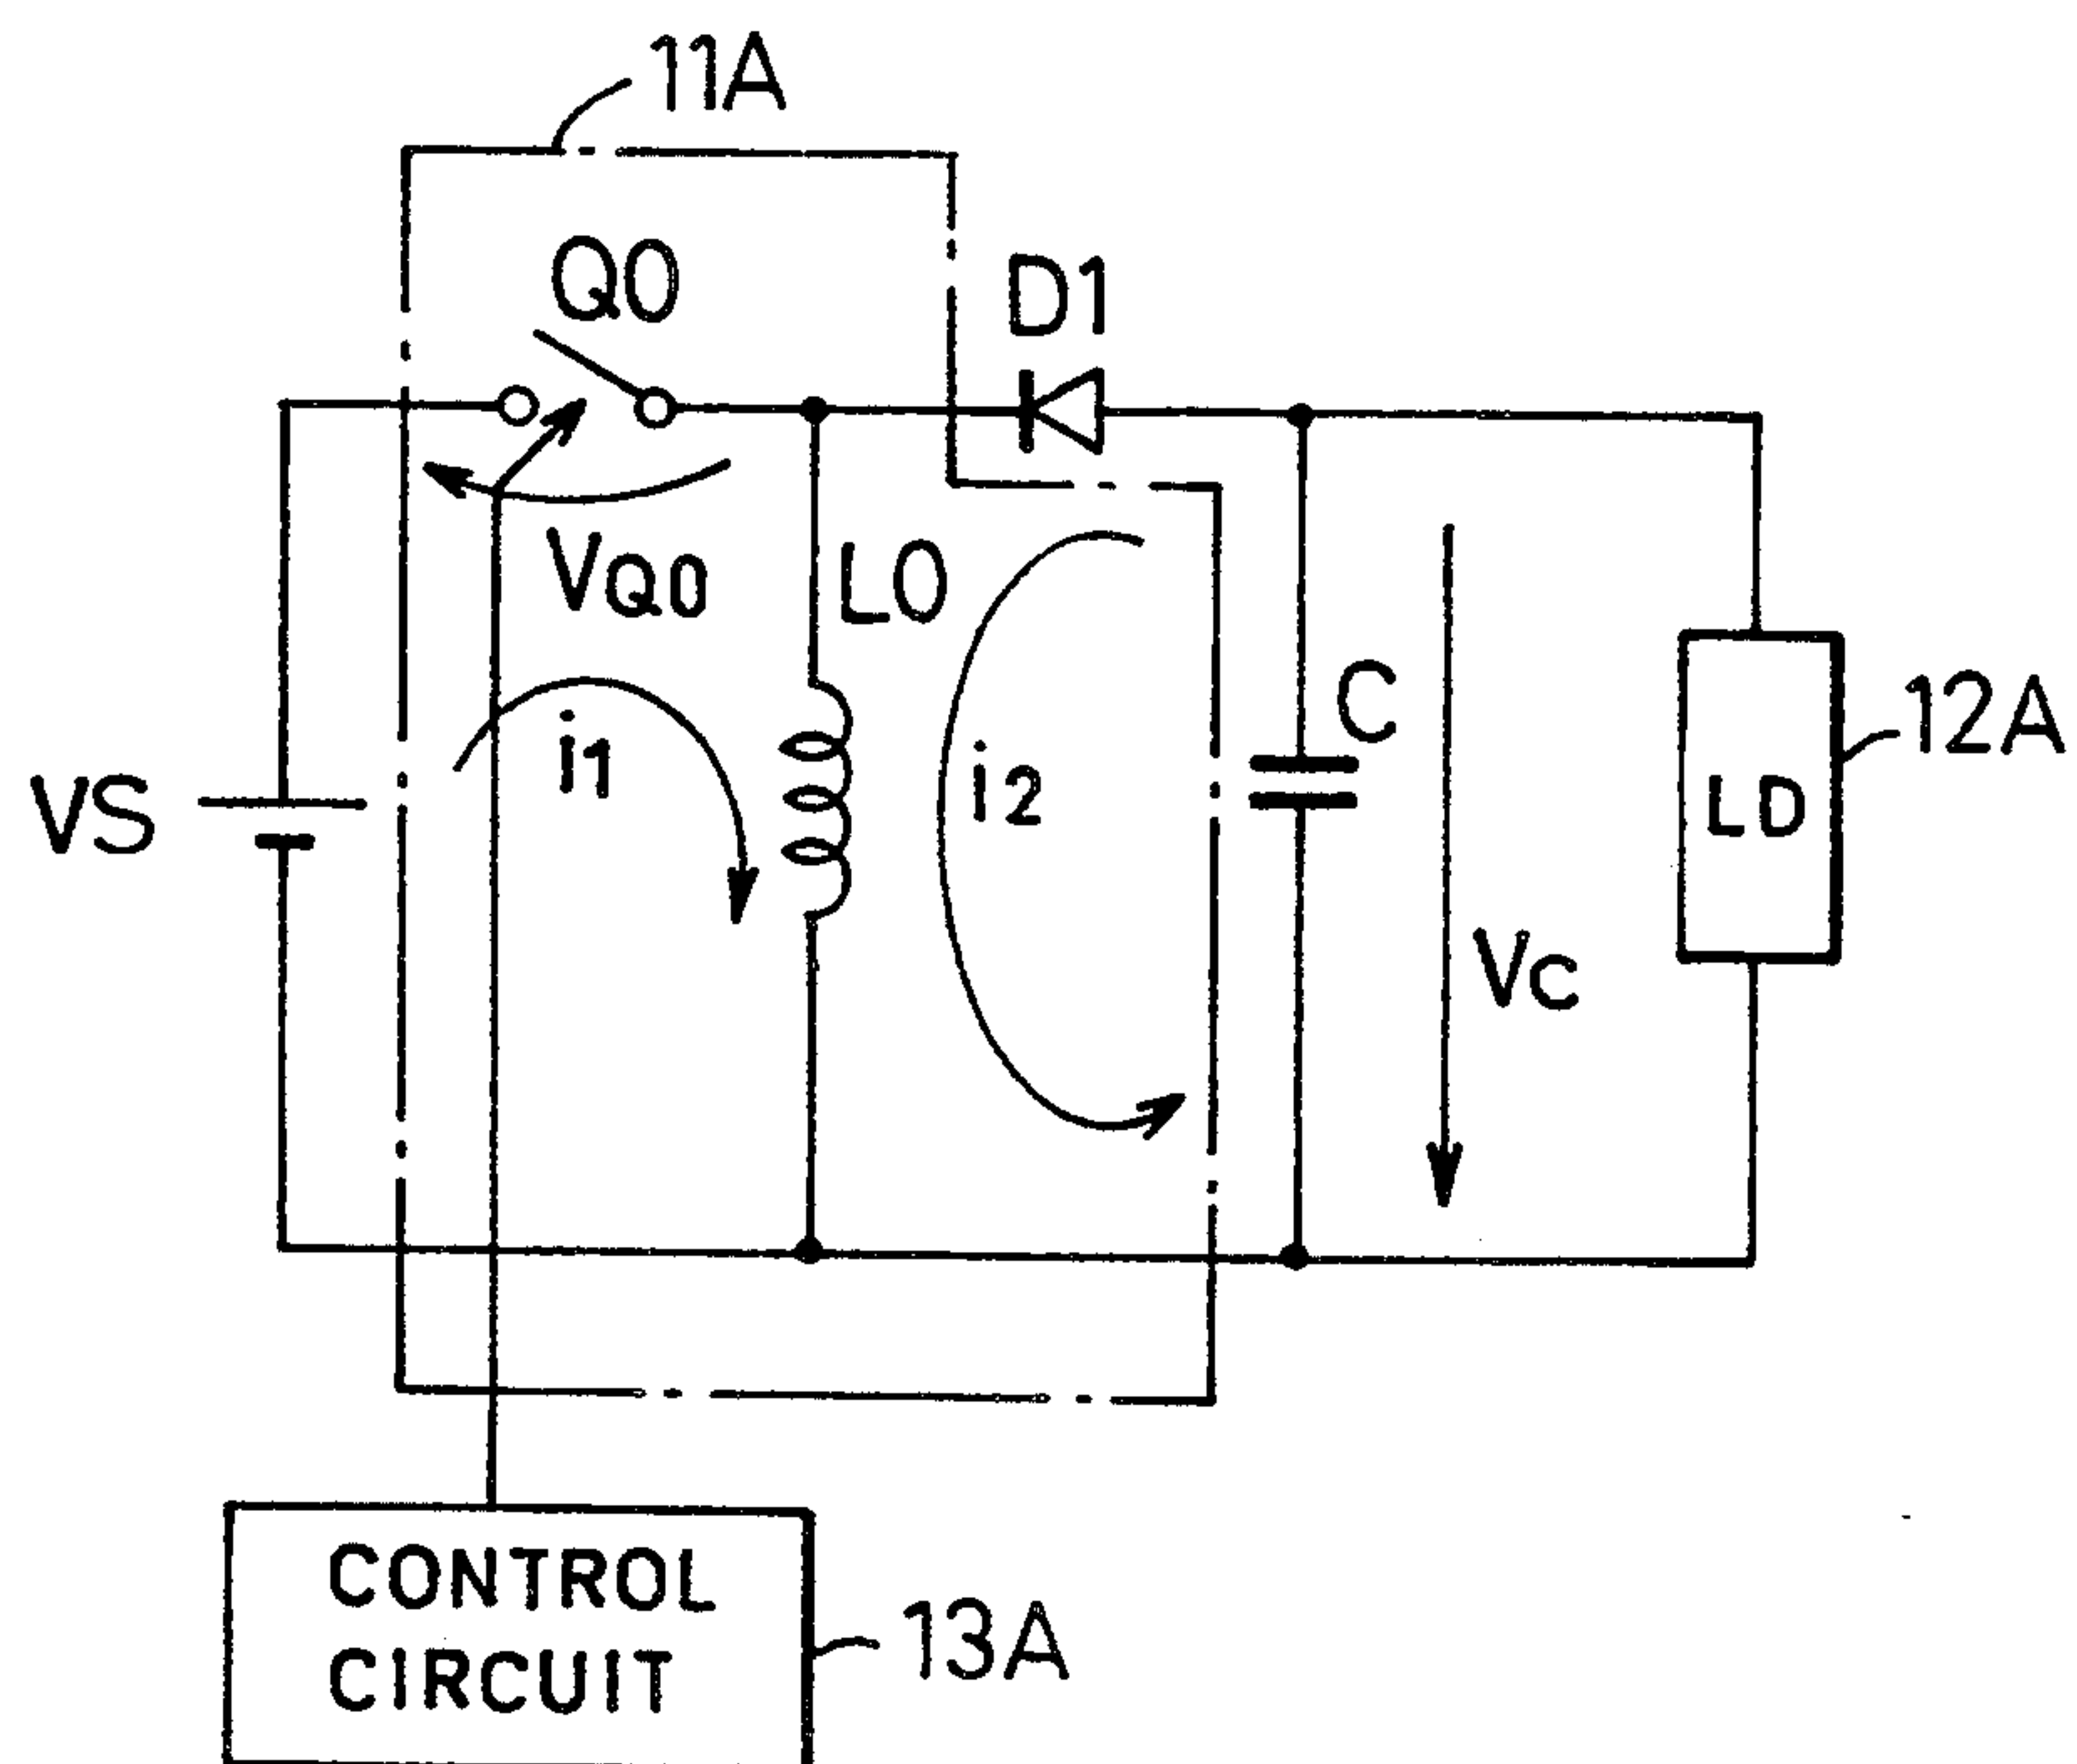 11A
Q0
D1
VQ0
L0
i1
i2
C
VS
12A
LD
VC
CONTROL
CIRCUIT
13A